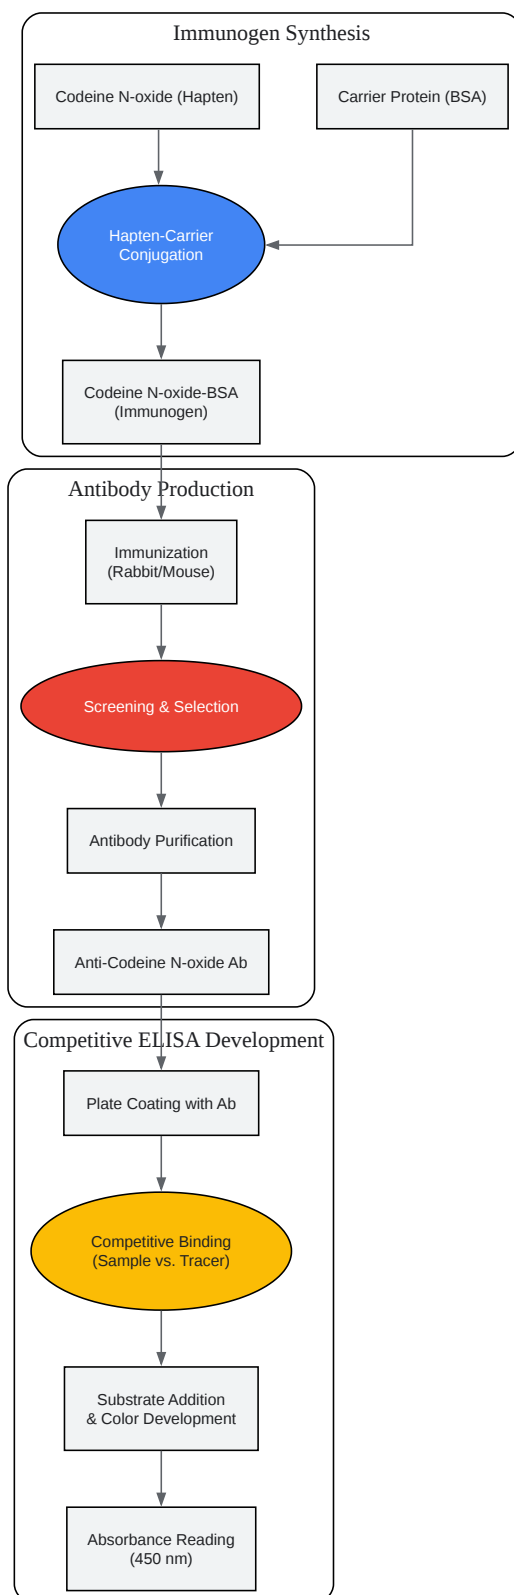 Immunogen Synthesis
Codeine N-oxide (Hapten)
Carrier Protein (BSA)
Hapten-Carrier
Conjugation
Codeine N-oxide-BSA
(Immunogen)
Antibody Production
Immunization
(Rabbit/Mouse)
Screening & Selection
Antibody Purification
Anti-Codeine N-oxide Ab
Competitive ELISA Development
Plate Coating with Ab
Competitive Binding
(Sample vs. Tracer)
Substrate Addition
& Color Development
Absorbance Reading
(450 nm)